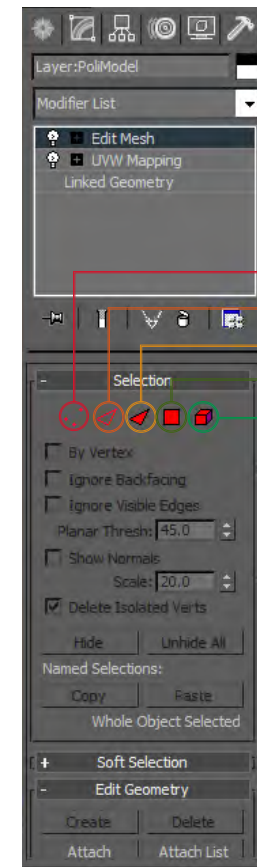 Layer:PoliModel
Modifier List
Edit Mesh
UVW Mapping
Linked Geometry
- Selection
By Vertex
Ignore Backfacing
Ignore Visible Edges
Planar Thresh: 45.0
Show Normals
Scale: 20.0
Delete Isolated Verts
Hide Unhide All
Named Selections:
Copy Paste
Whole Object Selected
+ Soft Selection
- Edit Geometry
Create Delete
Attach Attach List